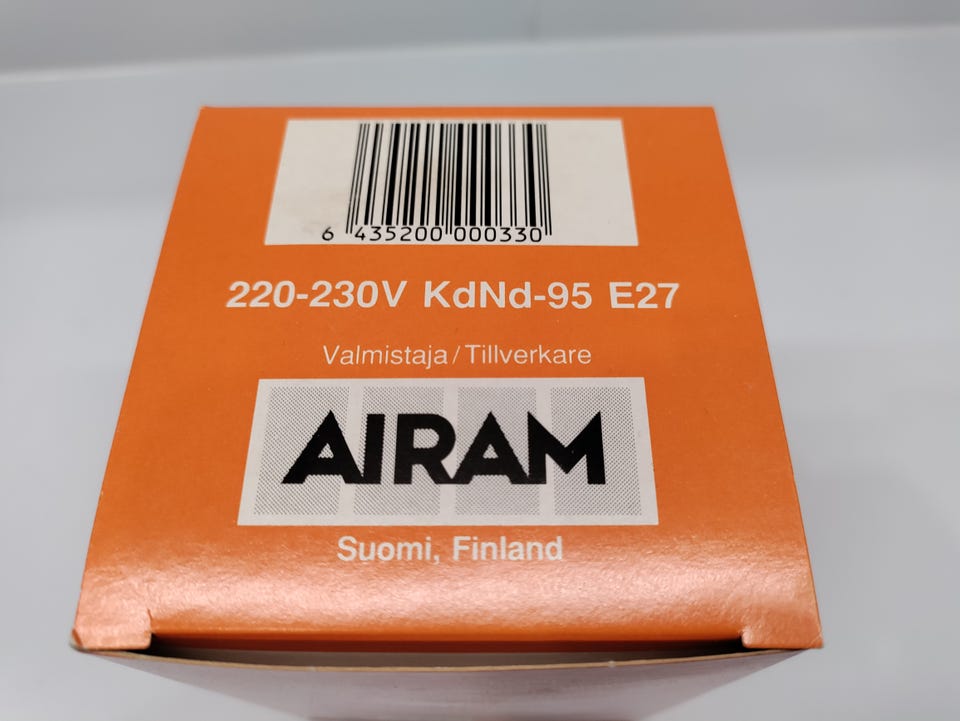 6 435200 000330
220-230V KdNd-95 E27
Valmistaja/Tillverkare
AIRAM
Suomi, Finland